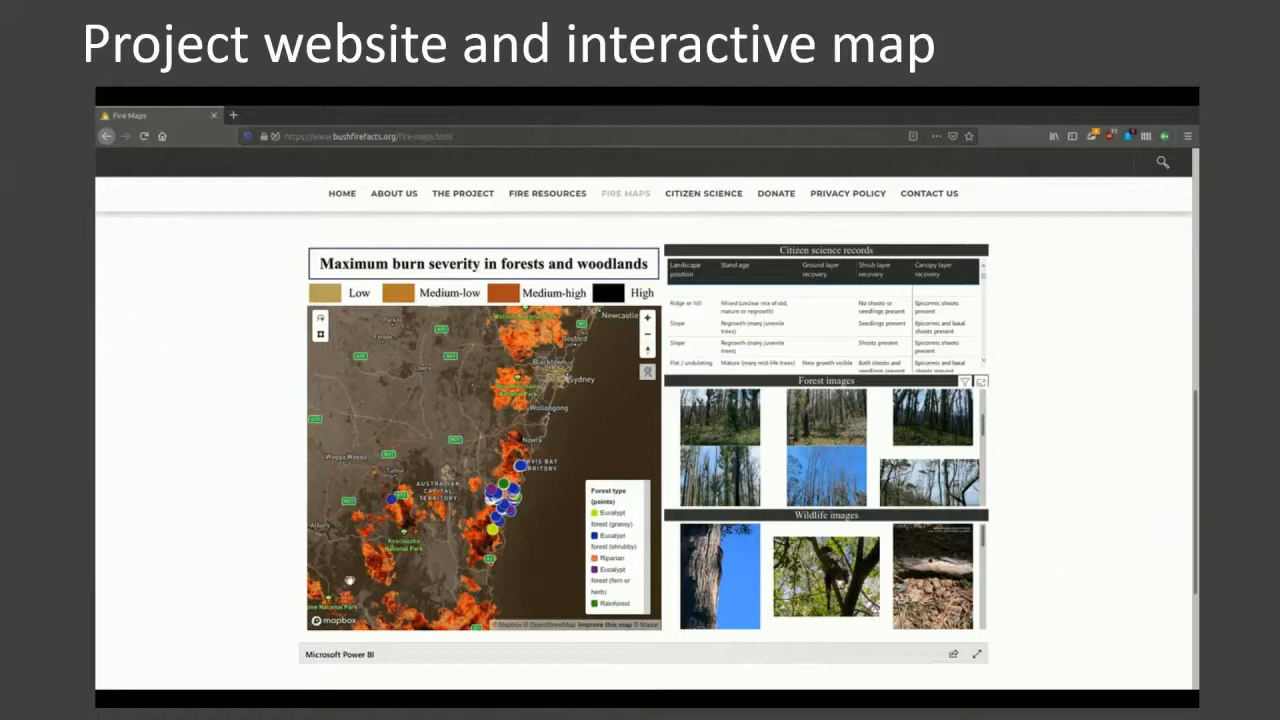 Project website and interactive map
Fire Maps
https://www.bushfirefacts.org/fire-maps.html
HOME ABOUT US THE PROJECT FIRE RESOURCES FIRE MAPS CITIZEN SCIENCE DONATE PRIVACY POLICY CONTACT US
Maximum burn severity in forests and woodlands
Low Medium-low Medium-high High
Newcastle
Gosford
Blacktown
Sydney
Wollongong
Nowra
JERVIS BAY
TERRITORY
Wagga Wagga
Tumut
AUSTRALIAN
CAPITAL
TERRITORY
Albury
Kosciuszko
National Park
mapbox
© Mapbox © OpenStreetMap Improve this map © Maxar
Forest type
(points)
Eucalypt
forest (grassy)
Eucalypt
forest (shrubby)
Riparian
Eucalypt
forest (fern or
herb)
Rainforest
Citizen science records
Landscape position Stand age Ground layer recovery Shrub layer recovery Canopy layer recovery
Ridge or hill Mixed (unclear mix of old, mature or regrowth) No shoots or seedlings present Epicormic shoots present
Slope Regrowth (many juvenile trees) Seedlings present Epicormic and basal shoots present
Slope Regrowth (many juvenile trees) Shoots present Epicormic shoots present
Flat / undulating Mature (many mid-life trees) New growth visible Both shoots and seedlings present Epicormic and basal shoots present
Forest images
Wildlife images
Microsoft Power BI